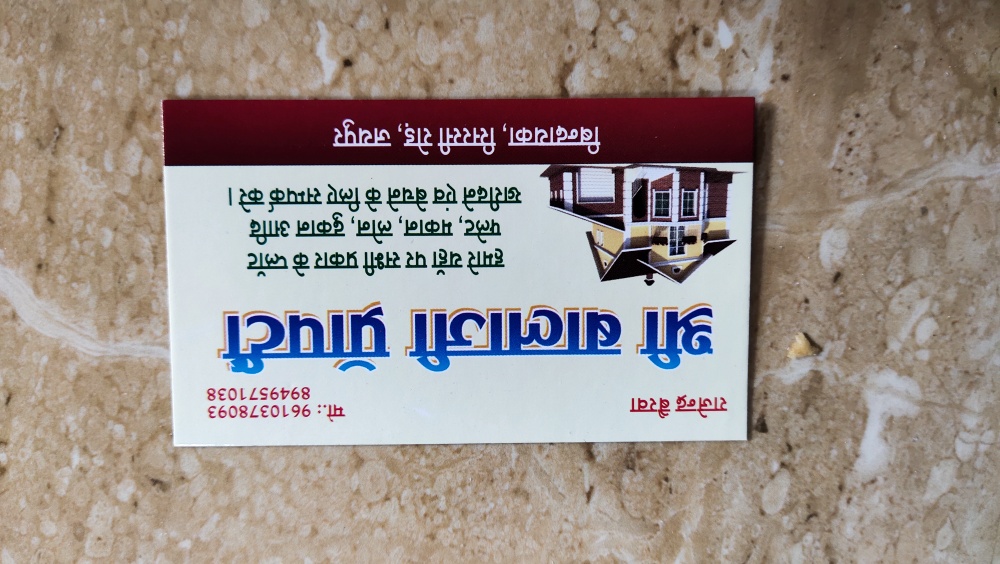 राजेन्द्र बैरवा
मो.: 9610378093
8949571038
श्री बालाजी प्रॉपर्टी
हमारे यहाँ पर सभी प्रकार के प्लॉट
फ्लेट, मकान, लोन, दुकान आदि
खरीदने एवं बेचने के लिए सम्पर्क करे।
बिन्दायका, सिरसी रोड़, जयपुर